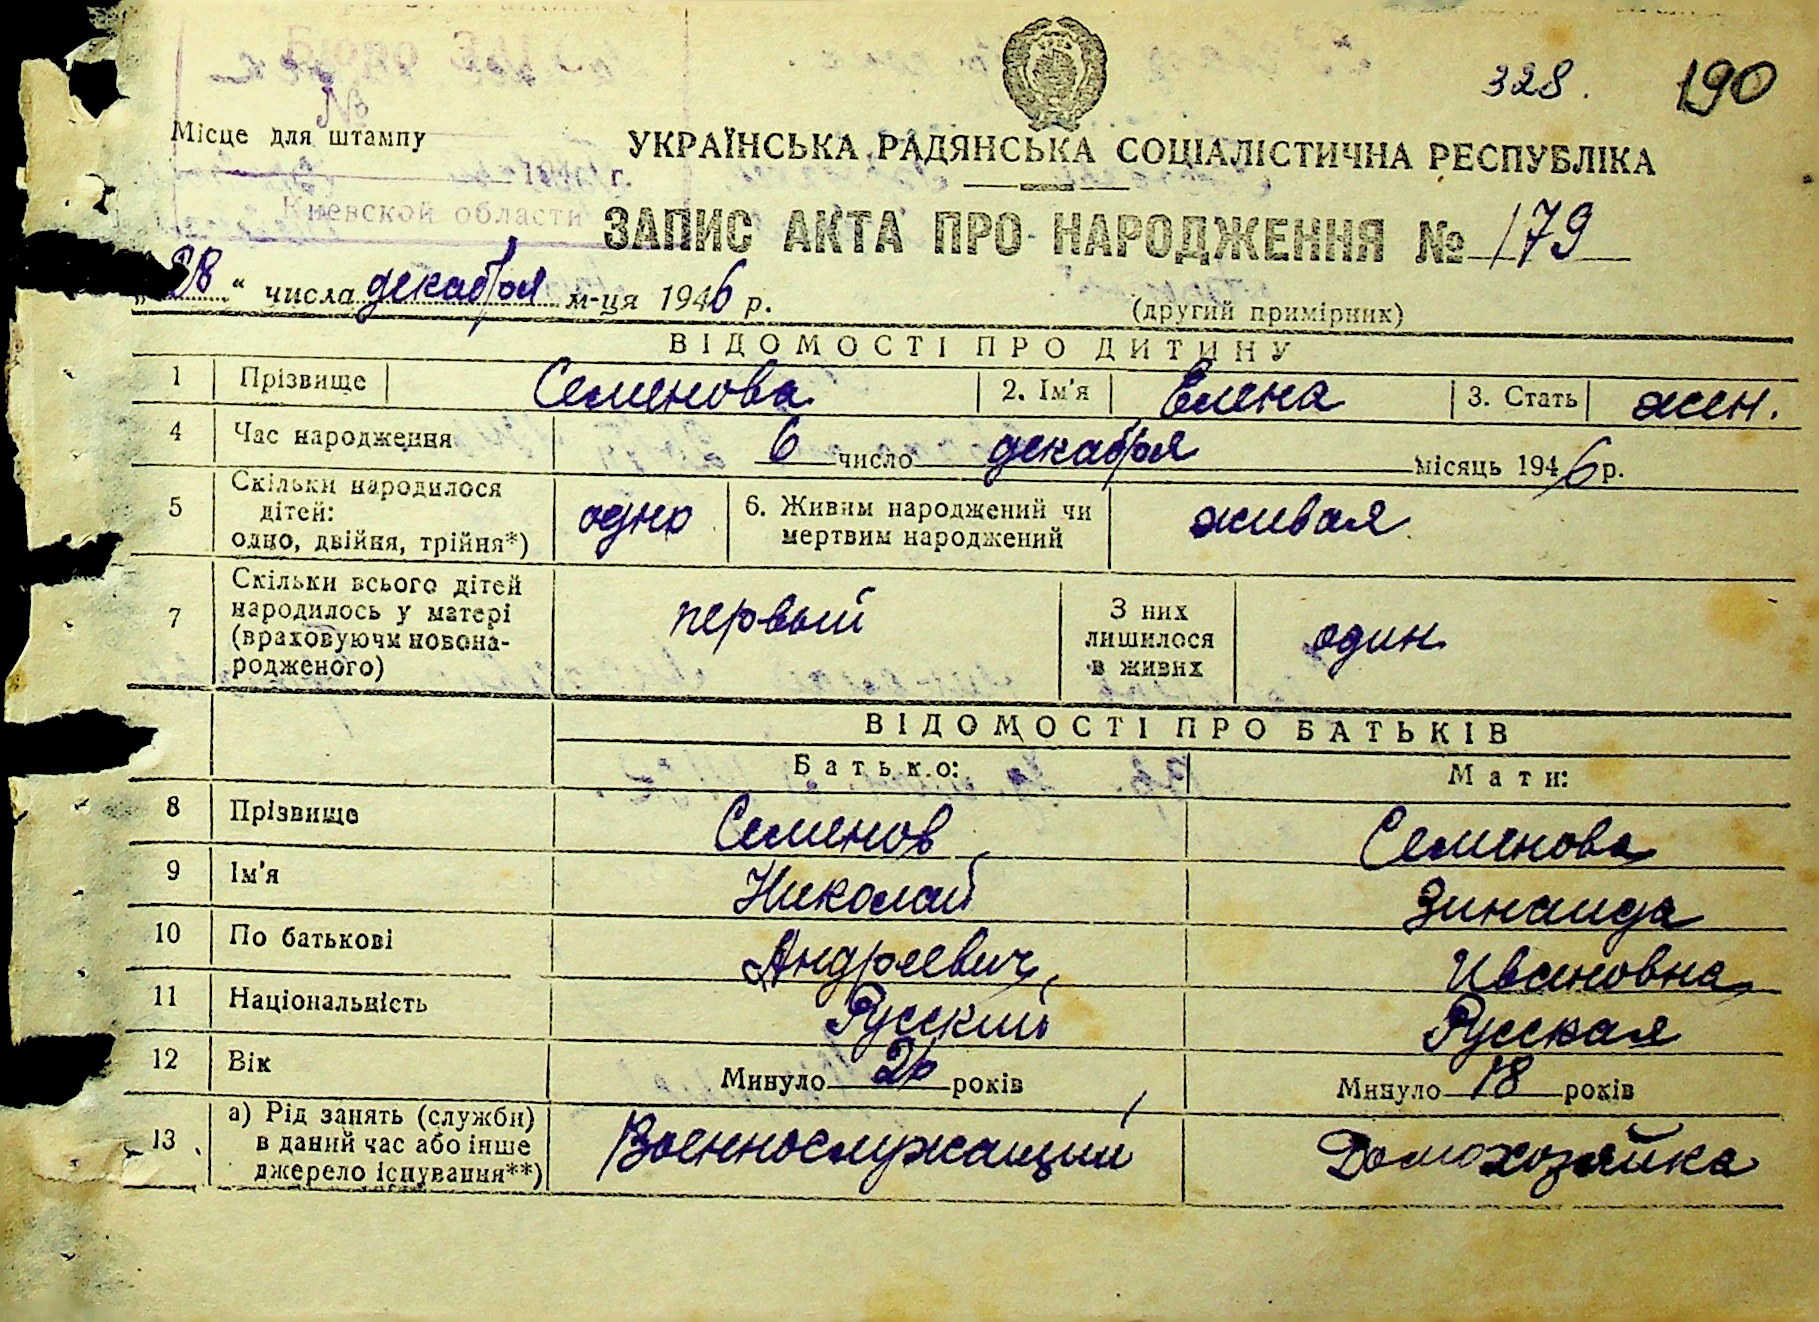 328. 190
Бюро ЗАГС
№
Місце для штампу
УКРАЇНСЬКА РАДЯНСЬКА СОЦІАЛІСТИЧНА РЕСПУБЛІКА
194 г.
Киевской области
ЗАПИС АКТА ПРО НАРОДЖЕННЯ № 179
„28“ числа декабря м-ця 1946 р.
(другий примірник)
ВІДОМОСТІ ПРО ДИТИНУ
1 Прізвище Семенова 2. Ім'я Елена 3. Стать жен.
4 Час народження 6 число декабря місяць 1946 р.
5 Скільки народилося
дітей:
одно, двійня, трійня*) одно 6. Живим народжений чи
мертвим народжений живая
7 Скільки всього дітей
народилось у матері
(враховуючи новона-
родженого) первый З них
лишилося
в живих один
ВІДОМОСТІ ПРО БАТЬКІВ
Батько: Мати:
8 Прізвище Семенов Семенова
9 Ім'я Николай Зинаида
10 По батькові Андреевич Ивановна
11 Національність Русский Русская
12 Вік Минуло років Минуло 18 років
13 а) Рід занять (служби)
в даний час або інше
джерело існування**) Военнослужащий Домохозяйка